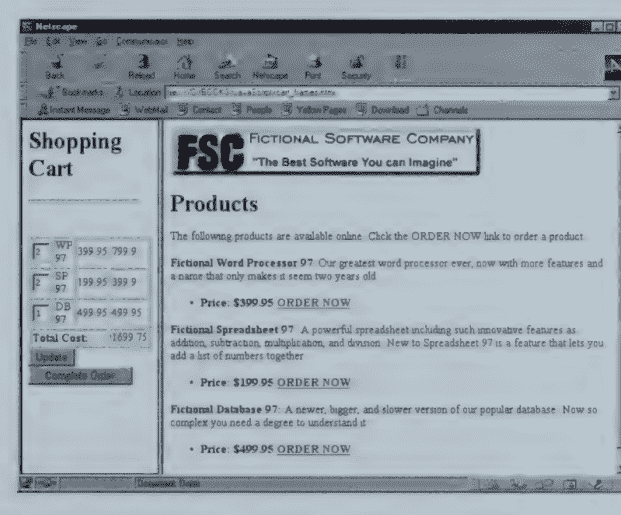 Netscape
File Edit View Go Communicator Help
Back Reload Home Search Netscape Print Security
Bookmarks Location
Instant Message WebMail Contact People Yellow Pages Download Channels
Shopping
Cart
2 WP 97 399.95 799.9
2 SP 97 199.95 399.9
1 DB 97 499.95 499.95
Total Cost: 1699.75
Update
Complete Order
FSC FICTIONAL SOFTWARE COMPANY
"The Best Software You can Imagine"
Products
The following products are available online. Click the ORDER NOW link to order a product.
Fictional Word Processor 97: Our greatest word processor ever, now with more features and
a name that only makes it seem two years old.
• Price: $399.95 ORDER NOW
Fictional Spreadsheet 97: A powerful spreadsheet including such innovative features as
addition, subtraction, multiplication, and division. New to Spreadsheet 97 is a feature that lets you
add a list of numbers together.
• Price: $199.95 ORDER NOW
Fictional Database 97: A newer, bigger, and slower version of our popular database. Now so
complex you need a degree to understand it.
• Price: $499.95 ORDER NOW
Document: Done